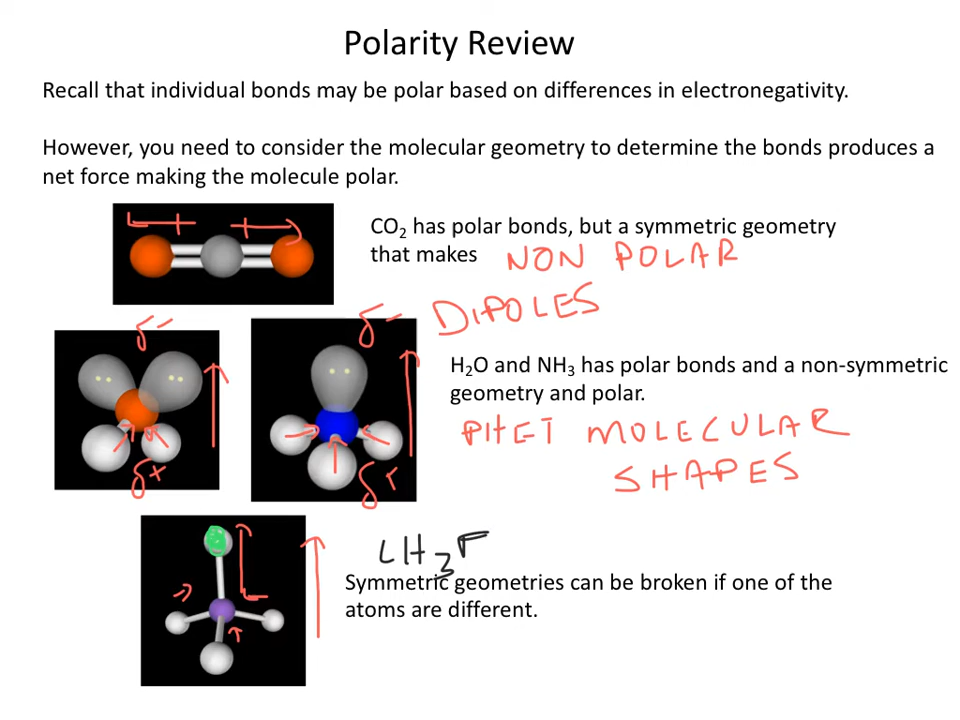 Polarity Review
Recall that individual bonds may be polar based on differences in electronegativity.
However, you need to consider the molecular geometry to determine the bonds produces a
net force making the molecule polar.
CO₂ has polar bonds, but a symmetric geometry
that makes NON POLAR
DIPOLES
δ-
δ-
H₂O and NH₃ has polar bonds and a non-symmetric
geometry and polar.
PHET MOLECULAR
SHAPES
δ+
δ+
CH₃F
Symmetric geometries can be broken if one of the
atoms are different.